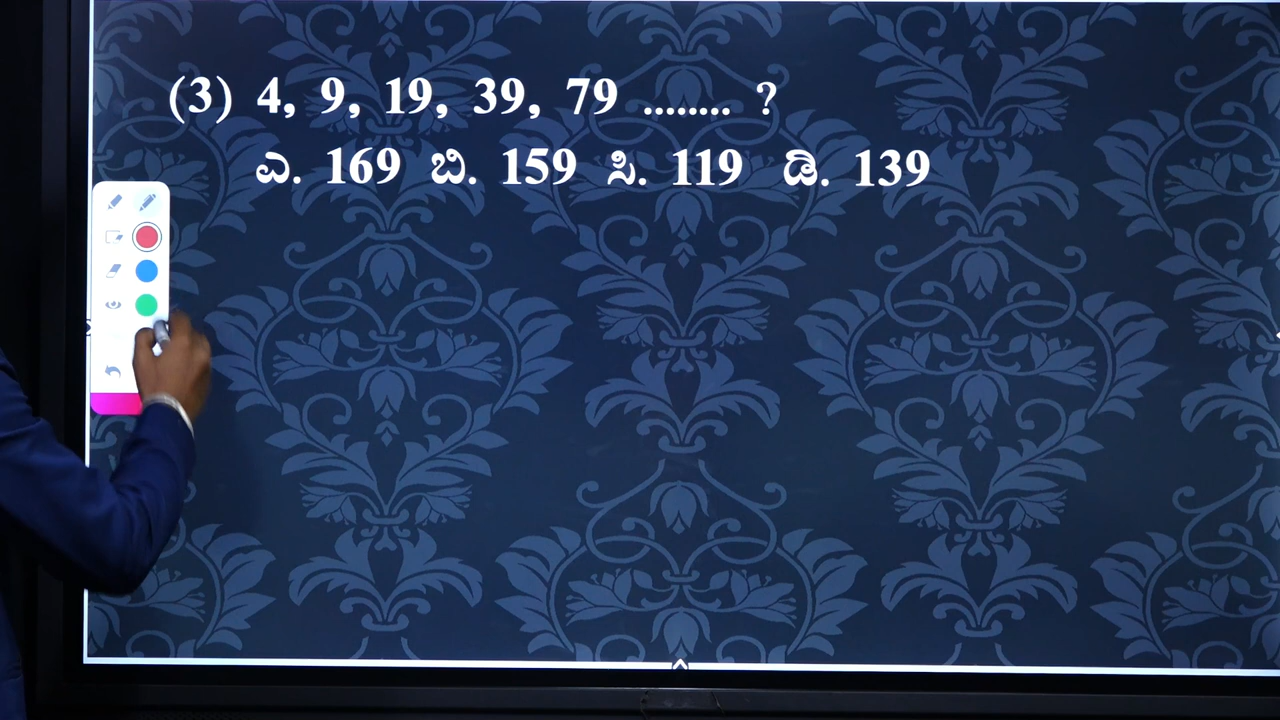 (3) 4, 9, 19, 39, 79 ........ ?
ಎ. 169 ಬಿ. 159 ಸಿ. 119 ಡಿ. 139